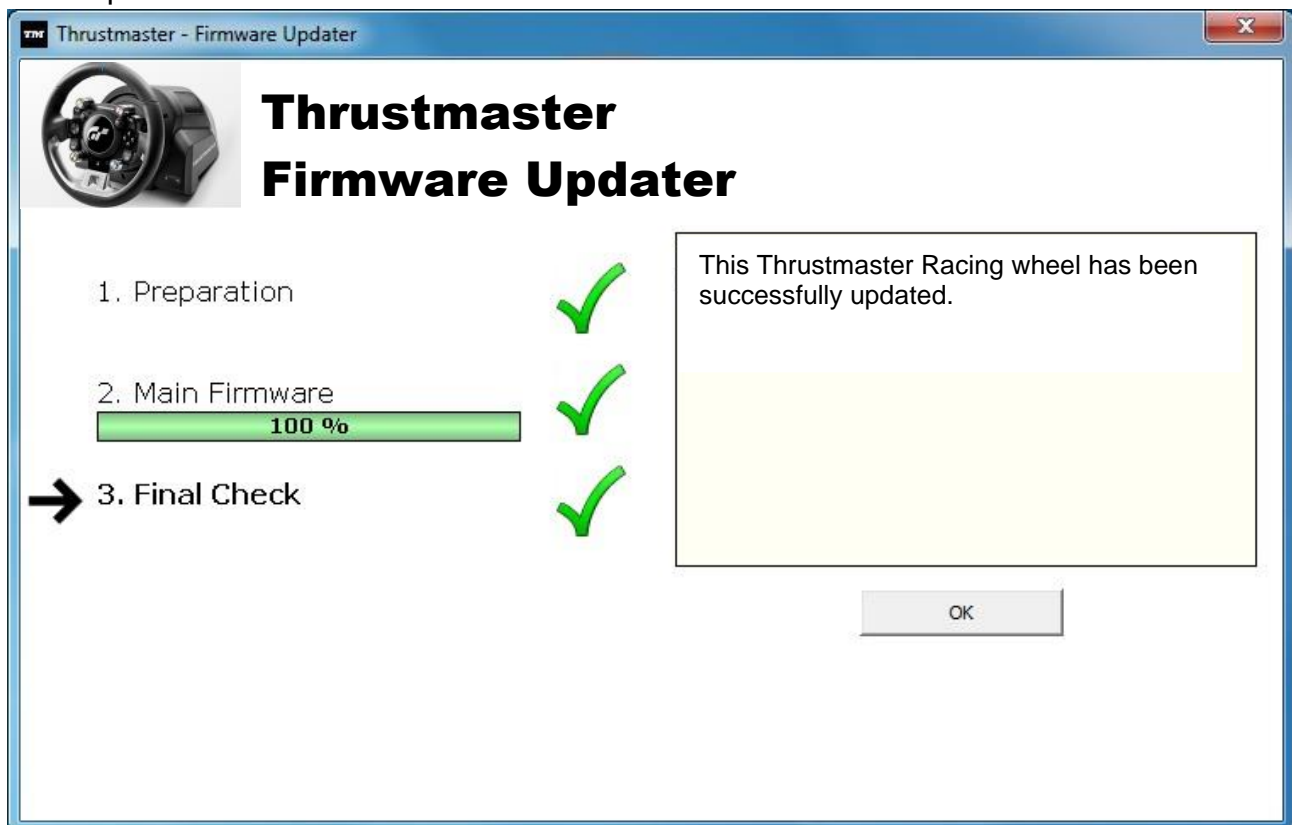 Thrustmaster - Firmware Updater
Thrustmaster
Firmware Updater
1. Preparation
2. Main Firmware
100 %
3. Final Check
This Thrustmaster Racing wheel has been
successfully updated.
OK